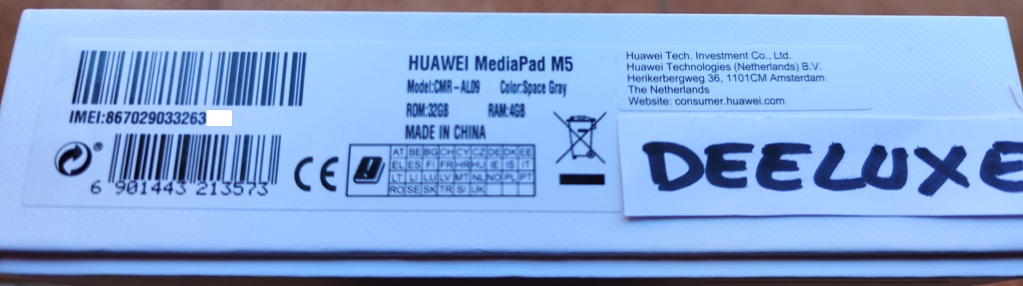 IMEI:867029033263
6 901443 213573
HUAWEI MediaPad M5
Model:CMR-AL09 Color:Space Gray
ROM:32GB RAM:4GB
MADE IN CHINA
CE
AT BE BG CH CY CZ DE DK EE
EL ES FI FR HR HU IE IS IT
LT LI LU LV MT NL NO PL PT
RO SE SK TR SI UK
Huawei Tech. Investment Co., Ltd.
Huawei Technologies (Netherlands) B.V.
Herikerbergweg 36, 1101CM Amsterdam
The Netherlands
Website: consumer.huawei.com
DEELUXE